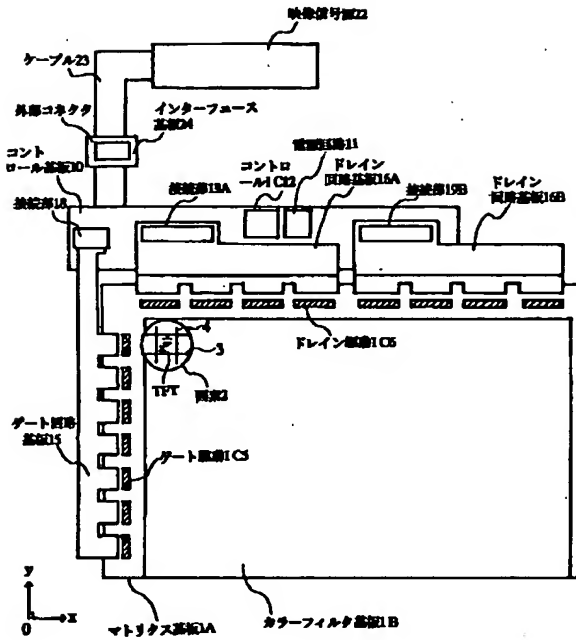 映像信号源22
ケーブル23
外部コネクタ
インターフェース
基板24
コント
ロール基板10
接続部18
接続部19A
コントロ
ールIC12
電源回路11
ドレイン
回路基板16A
接続部19B
ドレイン
回路基板16B
4
3
TFT
画素2
ドレイン駆動IC6
ゲート回路
基板15
ゲート駆動IC5
y
0
x
マトリクス基板1A
カラーフィルタ基板1B